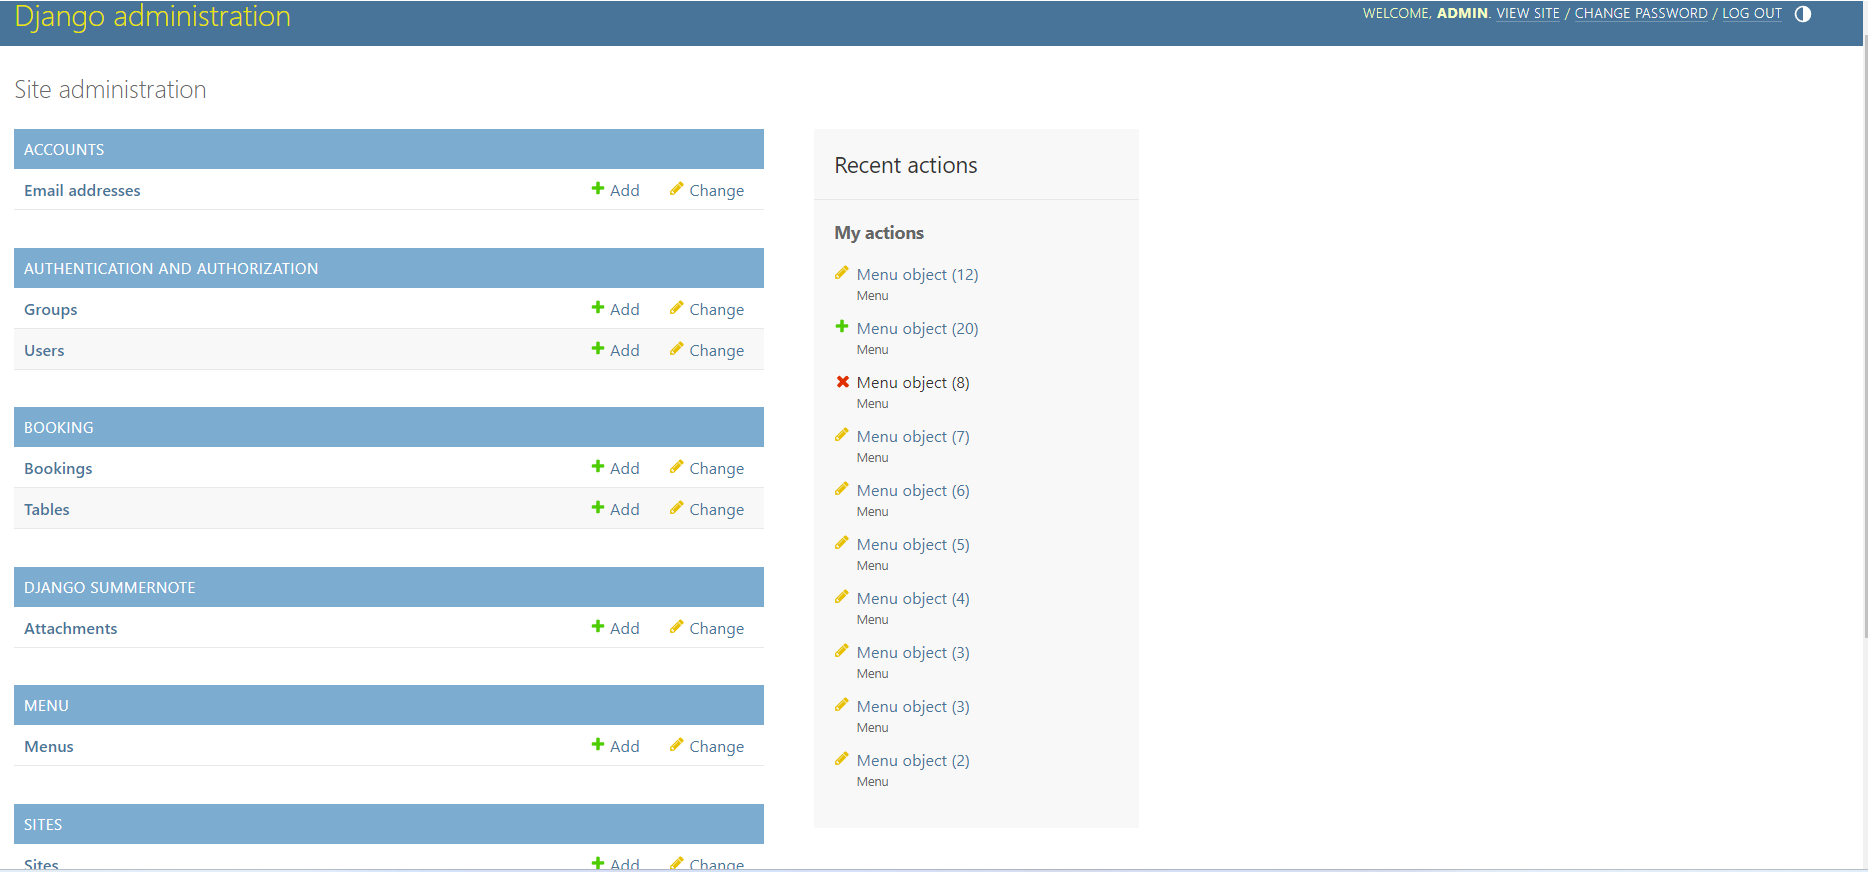 Django administration
WELCOME, ADMIN. VIEW SITE / CHANGE PASSWORD / LOG OUT
Site administration
ACCOUNTS
Email addresses Add Change
AUTHENTICATION AND AUTHORIZATION
Groups Add Change
Users Add Change
BOOKING
Bookings Add Change
Tables Add Change
DJANGO SUMMERNOTE
Attachments Add Change
MENU
Menus Add Change
SITES
Sites Add Change
Recent actions
My actions
Menu object (12)
Menu
Menu object (20)
Menu
Menu object (8)
Menu
Menu object (7)
Menu
Menu object (6)
Menu
Menu object (5)
Menu
Menu object (4)
Menu
Menu object (3)
Menu
Menu object (3)
Menu
Menu object (2)
Menu